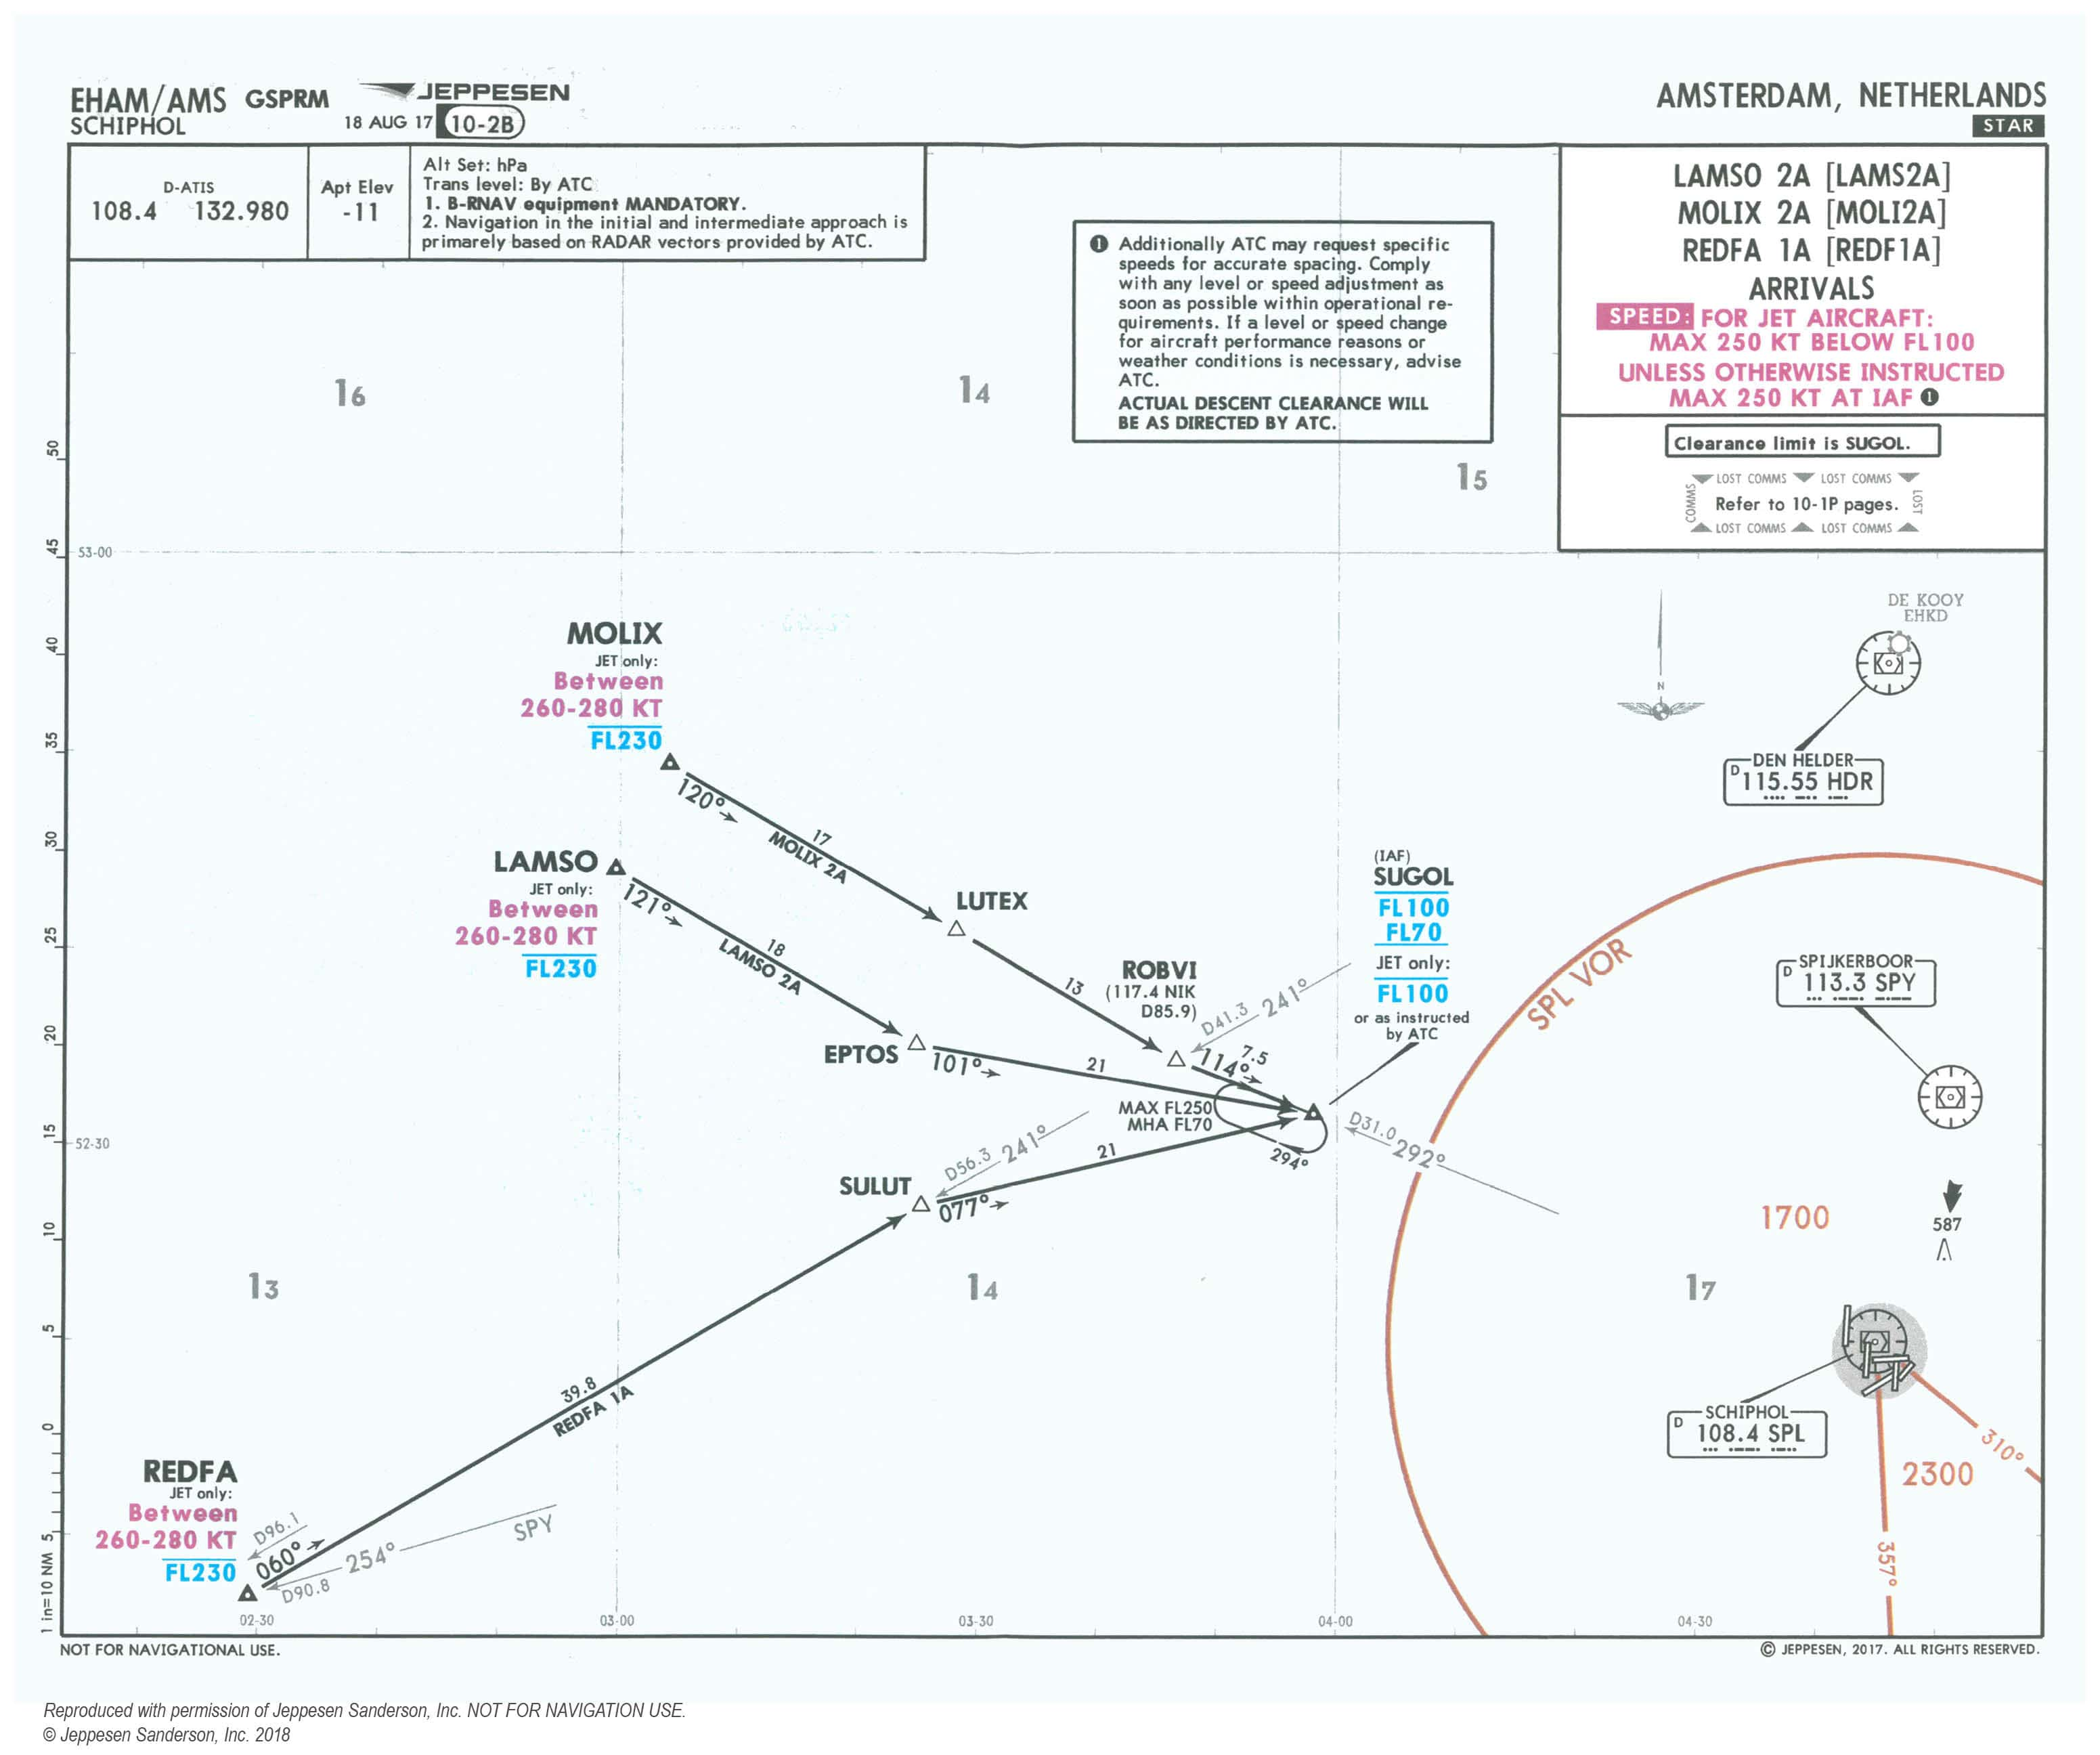 EHAM/AMS GSPRM
SCHIPHOL
JEPPESEN
18 AUG 17 10-2B
AMSTERDAM, NETHERLANDS
STAR
D-ATIS
108.4 132.980
Apt Elev
-11
Alt Set: hPa
Trans level: By ATC
1. B-RNAV equipment MANDATORY.
2. Navigation in the initial and intermediate approach is
primarely based on RADAR vectors provided by ATC.
1 Additionally ATC may request specific
speeds for accurate spacing. Comply
with any level or speed adjustment as
soon as possible within operational re-
quirements. If a level or speed change
for aircraft performance reasons or
weather conditions is necessary, advise
ATC.
ACTUAL DESCENT CLEARANCE WILL
BE AS DIRECTED BY ATC.
LAMSO 2A [LAMS2A]
MOLIX 2A [MOLI2A]
REDFA 1A [REDF1A]
ARRIVALS
SPEED: FOR JET AIRCRAFT:
MAX 250 KT BELOW FL100
UNLESS OTHERWISE INSTRUCTED
MAX 250 KT AT IAF 1
Clearance limit is SUGOL.
LOST COMMS LOST COMMS
COMMS
Refer to 10-1P pages.
LOST
LOST COMMS LOST COMMS
16
14
15
50
45
40
35
30
25
20
15
10
5
0
5
1 in=10 NM
53-00
52-30
MOLIX
JET only:
Between
260-280 KT
FL230
120°
17
MOLIX 2A
LAMSO
JET only:
Between
260-280 KT
FL230
121°
18
LAMSO 2A
LUTEX
13
ROBVI
(117.4 NIK
D85.9)
D41.3 241°
114°
7.5
EPTOS
101°
21
MAX FL250
MHA FL70
294°
(IAF)
SUGOL
FL100
FL70
JET only:
FL100
or as instructed
by ATC
D31.0 292°
SULUT
D56.3 241°
077°
21
N
DE KOOY
EHKD
DEN HELDER
D 115.55 HDR
SPL VOR
SPIJKERBOOR
D 113.3 SPY
1700
587
13
14
17
SCHIPHOL
D 108.4 SPL
310°
2300
357°
39.8
REDFA 1A
REDFA
JET only:
Between
260-280 KT
FL230
D96.1
060°
D90.8 254° SPY
02-30
03-00
03-30
04-00
04-30
NOT FOR NAVIGATIONAL USE.
© JEPPESEN, 2017. ALL RIGHTS RESERVED.
Reproduced with permission of Jeppesen Sanderson, Inc. NOT FOR NAVIGATION USE.
© Jeppesen Sanderson, Inc. 2018